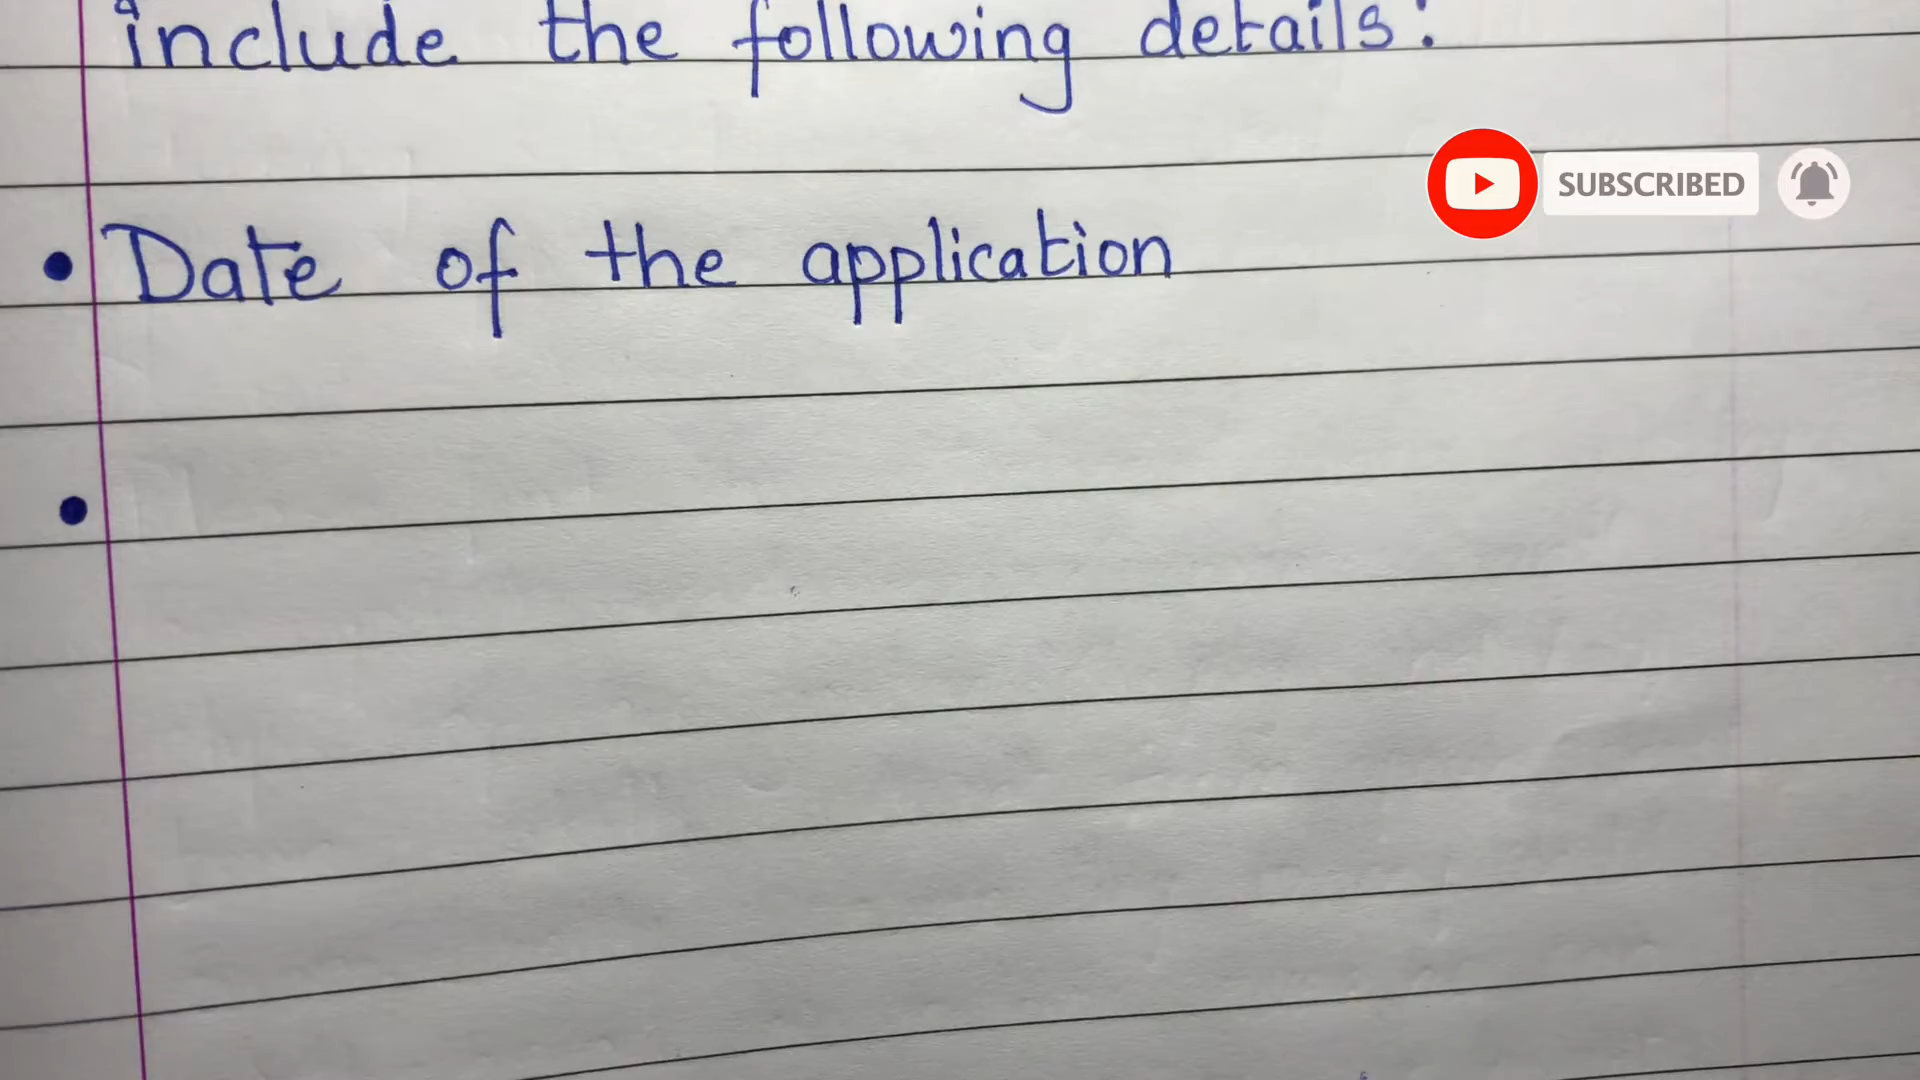 include the following details:
SUBSCRIBED
• Date of the application
•